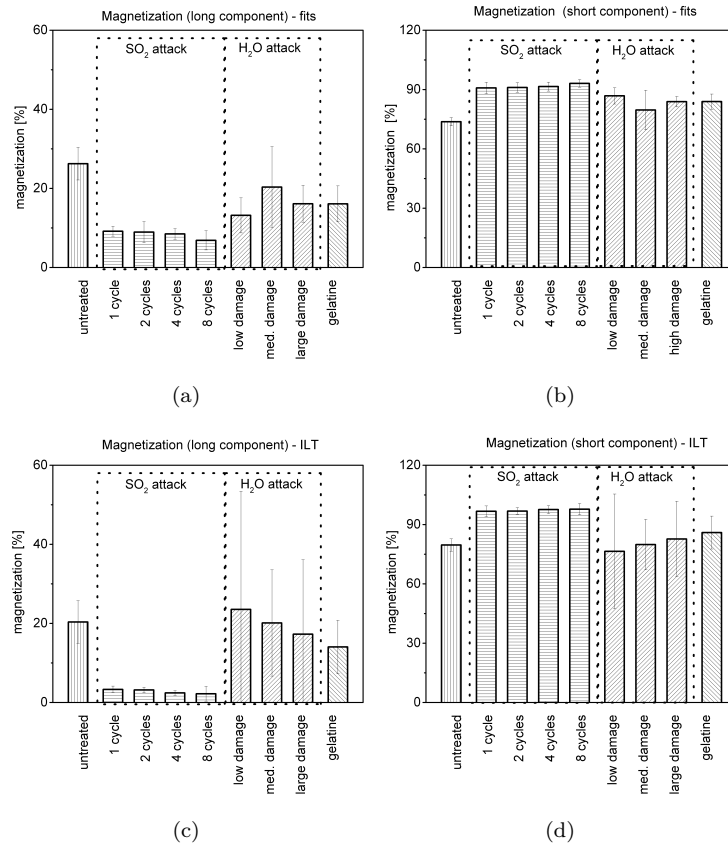 Magnetization (long component) - fits
60
40
20
0
magnetization [%]
SO2 attack
H2O attack
untreated
1 cycle
2 cycles
4 cycles
8 cycles
low damage
med. damage
large damage
gelatine
(a)
Magnetization (short component) - fits
120
90
60
30
0
magnetization [%]
SO2 attack
H2O attack
untreated
1 cycle
2 cycles
4 cycles
8 cycles
low damage
med. damage
high damage
gelatine
(b)
Magnetization (long component) - ILT
60
40
20
0
magnetization [%]
SO2 attack
H2O attack
untreated
1 cycle
2 cycles
4 cycles
8 cycles
low damage
med. damage
large damage
gelatine
(c)
Magnetization (short component) - ILT
120
90
60
30
0
magnetization [%]
SO2 attack
H2O attack
untreated
1 cycle
2 cycles
4 cycles
8 cycles
low damage
med. damage
large damage
gelatine
(d)